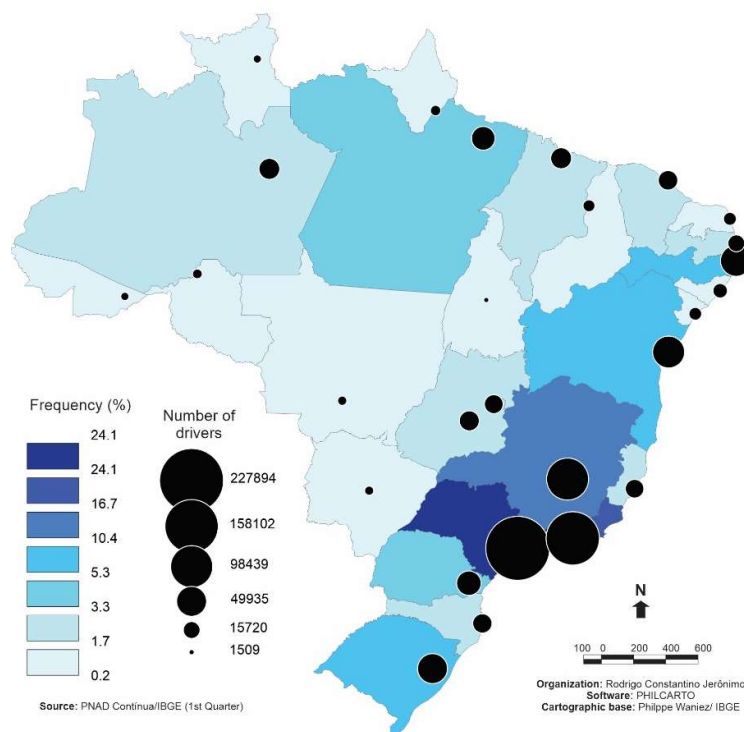 Frequency (%)
24.1
24.1
16.7
10.4
5.3
3.3
1.7
0.2
Number of
drivers
227894
158102
98439
49935
15720
1509
N
100 0 200 400 600
Source: PNAD Contínua/IBGE (1st Quarter)
Organization: Rodrigo Constantino Jerônimo
Software: PHILCARTO
Cartographic base: Philppe Waniez/ IBGE